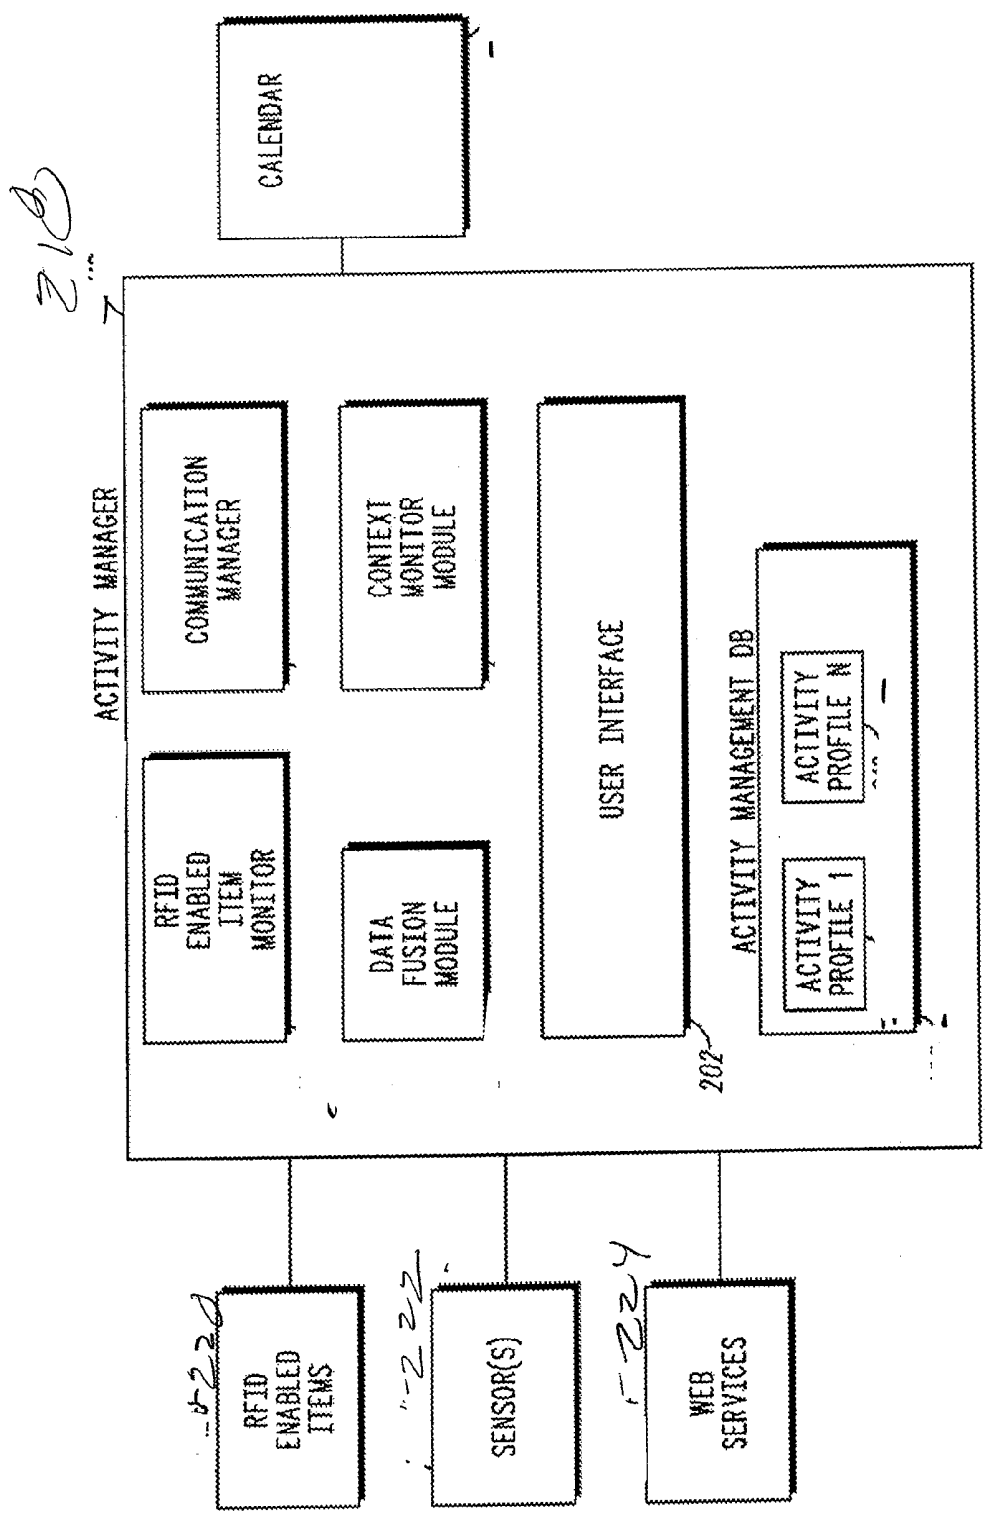 218
ACTIVITY MANAGER
220
RFID
ENABLED
ITEMS
222
SENSOR(S)
224
WEB
SERVICES
RFID
ENABLED
ITEM
MONITOR
COMMUNICATION
MANAGER
DATA
FUSION
MODULE
CONTEXT
MONITOR
MODULE
USER INTERFACE
202
ACTIVITY MANAGEMENT DB
ACTIVITY
PROFILE 1
ACTIVITY
PROFILE N
CALENDAR